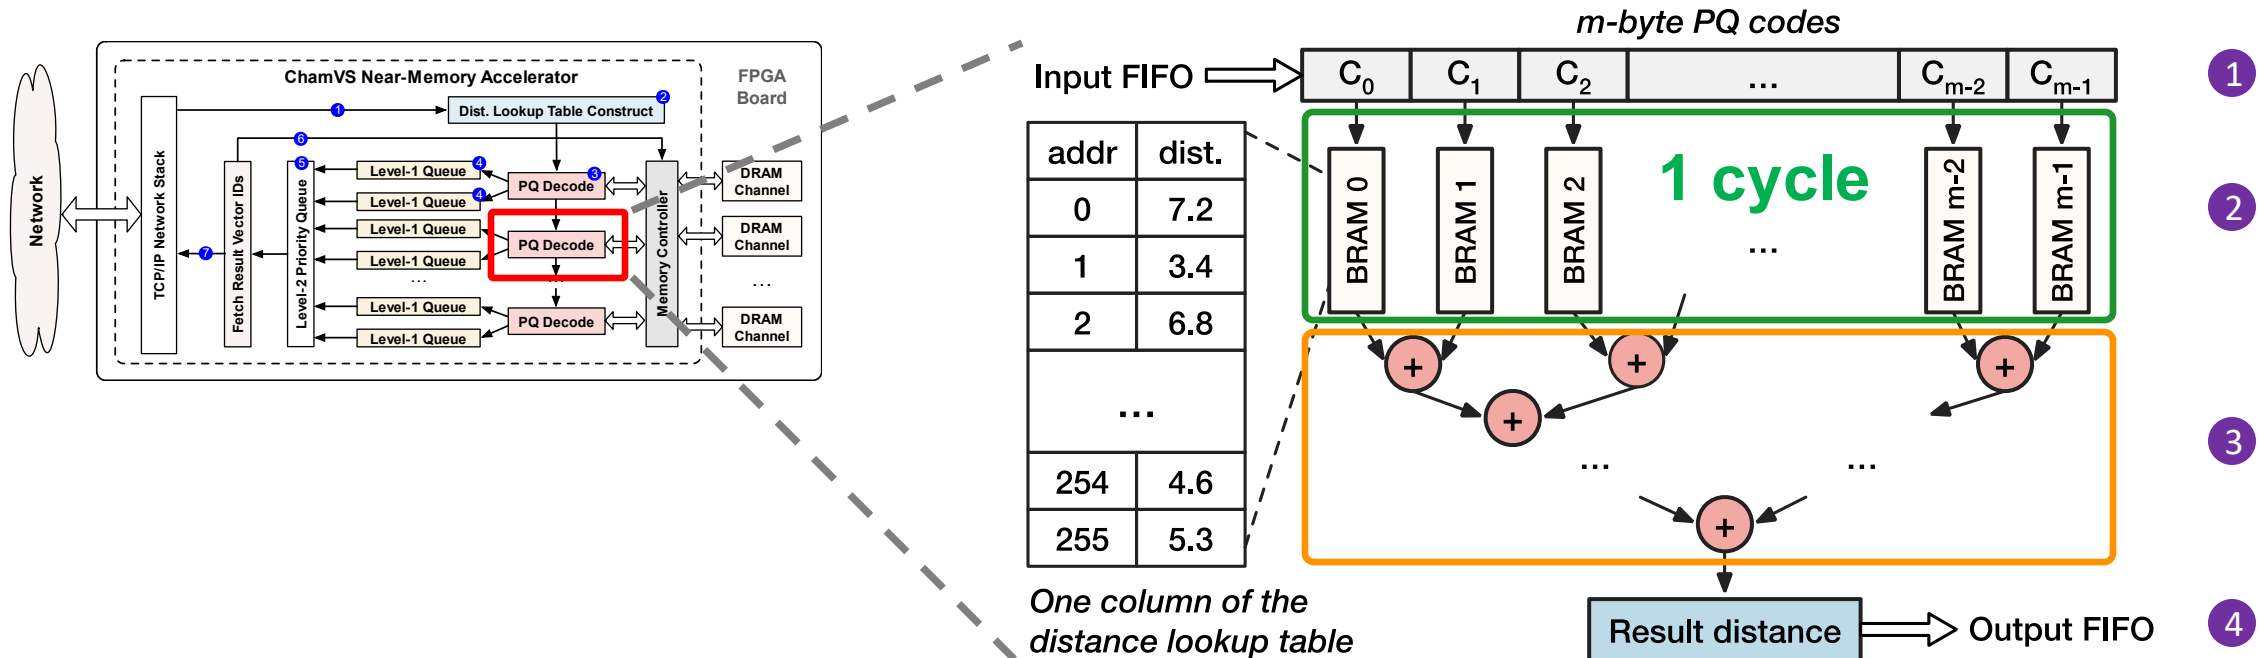 ChamVS Near-Memory Accelerator
FPGA
Board
Network
TCP/IP Network Stack
1
Dist. Lookup Table Construct
2
6
Fetch Result Vector IDs
5
Level-2 Priority Queue
7
Level-1 Queue
4
Level-1 Queue
4
Level-1 Queue
Level-1 Queue
...
Level-1 Queue
Level-1 Queue
PQ Decode
3
PQ Decode
...
PQ Decode
Memory Controller
DRAM
Channel
DRAM
Channel
...
DRAM
Channel
m-byte PQ codes
Input FIFO
C0
C1
C2
...
Cm-2
Cm-1
1
addr dist.
0 7.2
1 3.4
2 6.8
...
254 4.6
255 5.3
One column of the
distance lookup table
BRAM 0
BRAM 1
BRAM 2
1 cycle
...
BRAM m-2
BRAM m-1
2
+
+
+
+
... ...
+
3
Result distance
Output FIFO
4